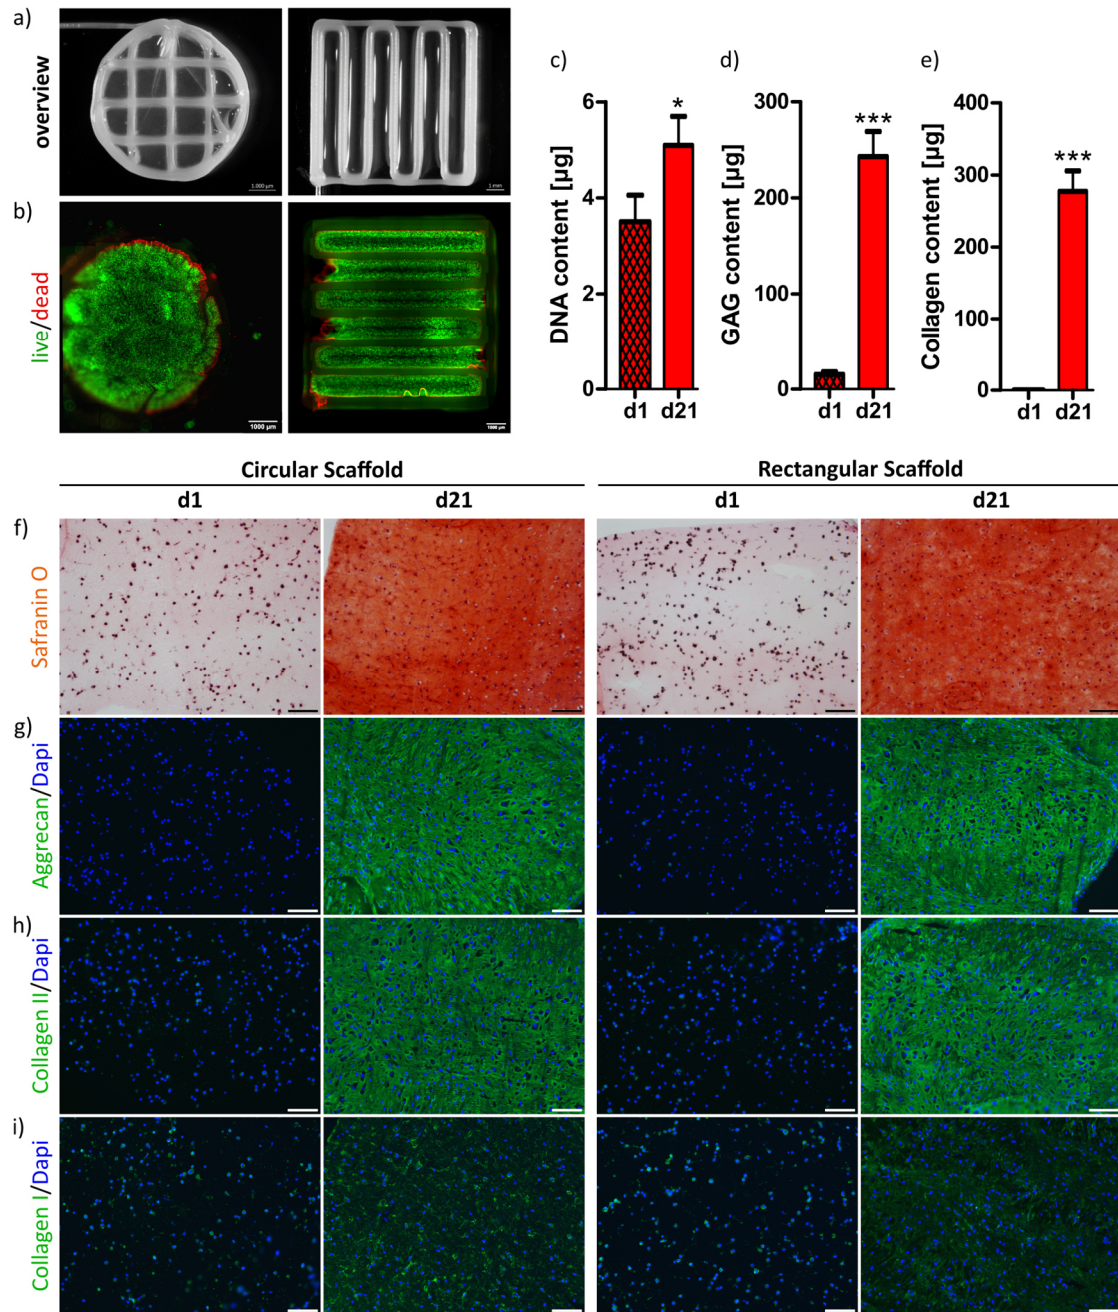 a)
overview
1.000 µm
1 mm
b)
live/dead
1000 µm
1000 µm
c)
DNA content [µg]
6
4
2
0
*
d1
d21
d)
GAG content [µg]
300
200
100
0
***
d1
d21
e)
Collagen content [µg]
400
300
200
100
0
***
d1
d21
Circular Scaffold
Rectangular Scaffold
d1
d21
d1
d21
f)
Safranin O
g)
Aggrecan/Dapi
h)
Collagen II/Dapi
i)
Collagen I/Dapi